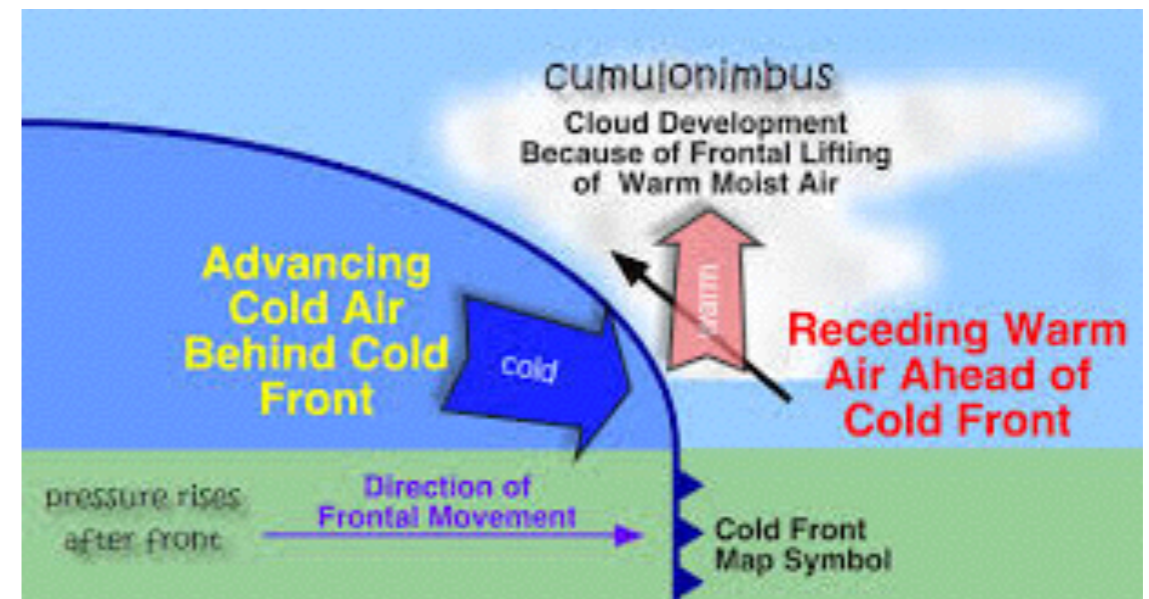 cumulonimbus
Cloud Development
Because of Frontal Lifting
of Warm Moist Air
Advancing
Cold Air
Behind Cold
Front
cold
warm
Receding Warm
Air Ahead of
Cold Front
pressure rises
after front
Direction of
Frontal Movement
Cold Front
Map Symbol